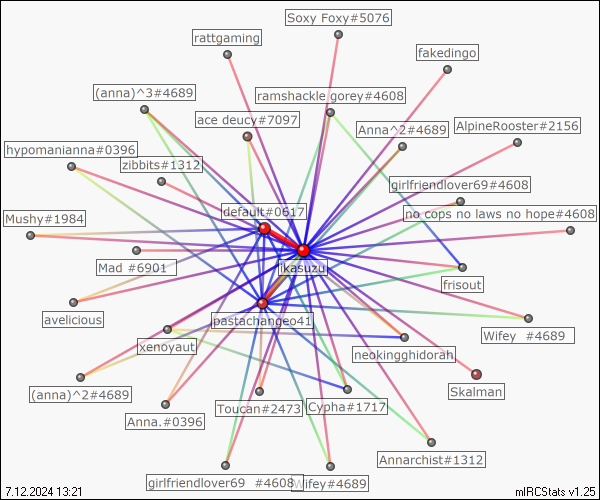 Soxy Foxy#5076
rattgaming
fakedingo
(anna)^3#4689
ramshackle gorey#4608
ace deucy#7097
Anna^2#4689
AlpineRooster#2156
hypomanianna#0396
zibbits#1312
girlfriendlover69#4608
default#0617
no cops no laws no hope#4608
Mushy#1984
Mad #6901
ikasuzu
frisout
avelicious
pastachangeo41
Wifey #4689
xenoyaut
neokingghidorah
(anna)^2#4689
Skalman
Anna.#0396
Toucan#2473
Cypha#1717
Annarchist#1312
girlfriendlover69 #4608
Wifey#4689
7.12.2024 13:21
mIRCStats v1.25